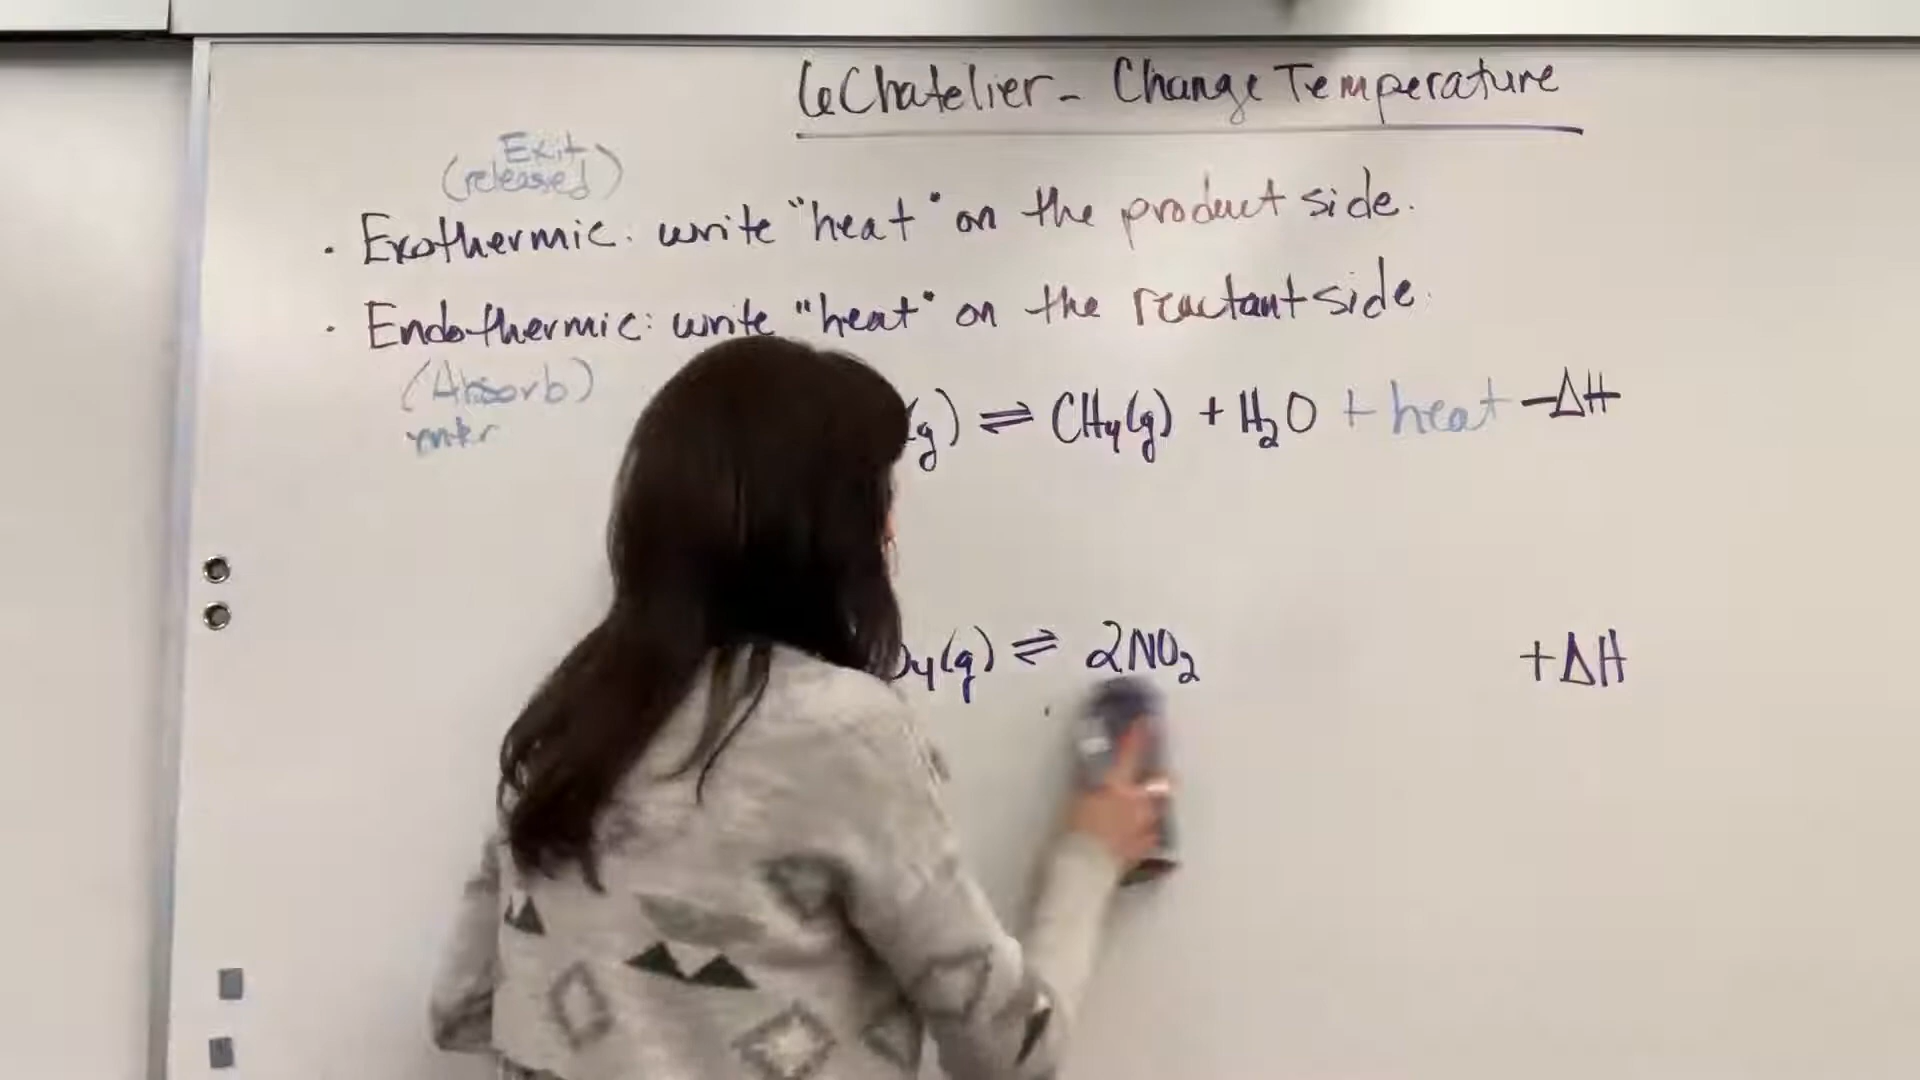 LeChatelier - Change Temperature
Exit
(released)
• Exothermic: write "heat" on the product side.
• Endothermic: write "heat" on the reactant side.
(Absorb)
(g) ⇌ CH4(g) + H2O + heat -ΔH
O4(g) ⇌ 2NO2 +ΔH